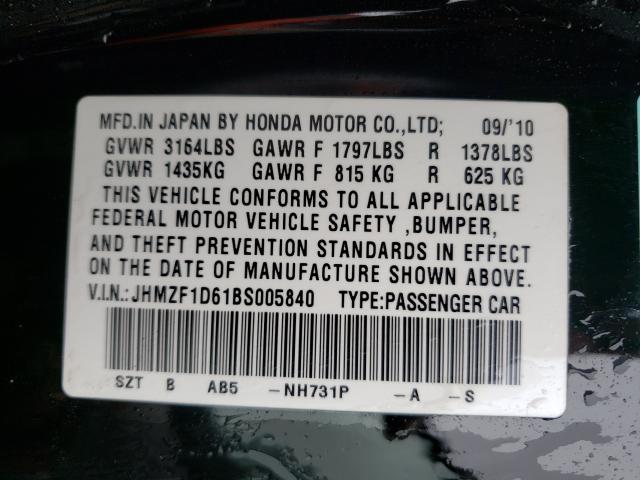 MFD.IN JAPAN BY HONDA MOTOR CO.,LTD; 09/'10
GVWR 3164LBS GAWR F 1797LBS R 1378LBS
GVWR 1435KG GAWR F 815 KG R 625 KG
THIS VEHICLE CONFORMS TO ALL APPLICABLE
FEDERAL MOTOR VEHICLE SAFETY ,BUMPER,
AND THEFT PREVENTION STANDARDS IN EFFECT
ON THE DATE OF MANUFACTURE SHOWN ABOVE.
V.I.N.:JHMZF1D61BS005840 TYPE:PASSENGER CAR
SZT B AB5 -NH731P -A -S